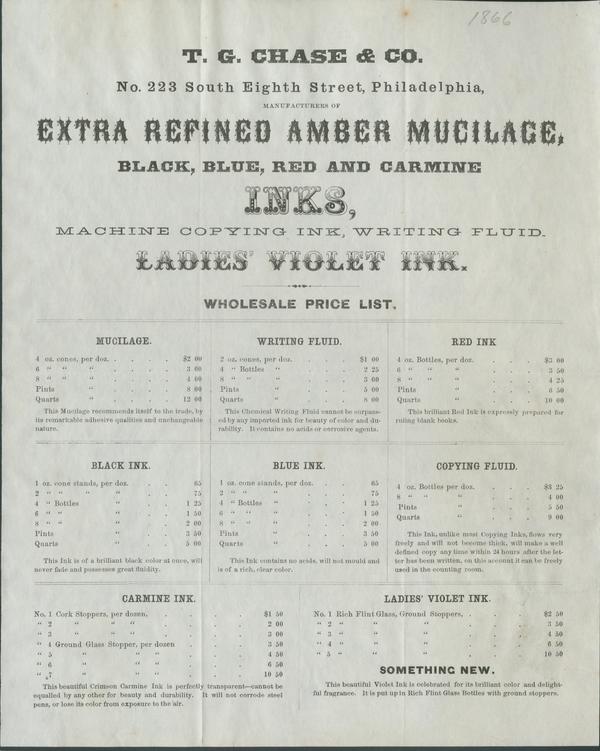 1866
T. G. CHASE & CO.
No. 223 South Eighth Street, Philadelphia,
MANUFACTURERS OF
EXTRA REFINED AMBER MUCILAGE,
BLACK, BLUE, RED AND CARMINE
INKS,
MACHINE COPYING INK, WRITING FLUID.
LADIES' VIOLET INK.
WHOLESALE PRICE LIST.
MUCILAGE.
4 oz. cones, per doz. . . . . $2 00
6 " " " . . . . 3 00
8 " " " . . . . 4 00
Pints " . . . . 8 00
Quarts " . . . . 12 00
This Mucilage recommends itself to the trade, by
its remarkable adhesive qualities and unchangeable
nature.
WRITING FLUID.
2 oz. cones, per doz. . . . $1 00
4 " Bottles " . . . 2 25
8 " " " . . . 3 00
Pints " . . . 5 00
Quarts " . . . 8 00
This Chemical Writing Fluid cannot be surpass-
ed by any imported ink for beauty of color and du-
rability. It contains no acids or corrosive agents.
RED INK
4 oz. Bottles, per doz. . . . $3 00
6 " " " . . . 3 50
8 " " " . . . 4 25
Pints " . . . 6 50
Quarts " . . . 10 00
This brilliant Red Ink is expressly prepared for
ruling blank books.
BLACK INK.
1 oz. cone stands, per doz. . . 65
2 " " " " . . 75
4 " Bottles " . . 1 25
6 " " " . . 1 50
8 " " " . . 2 00
Pints " . . 3 50
Quarts " . . 5 00
This Ink is of a brilliant black color at once, will
never fade and possesses great fluidity.
BLUE INK.
1 oz. cone stands, per doz. . . 65
2 " " " . . . 75
4 " Bottles " . . . 1 25
6 " " " . . . 1 50
8 " " " . . . 2 00
Pints " . . . 3 50
Quarts " . . . 5 00
This Ink contains no acids, will not mould and
is of a rich, clear color.
COPYING FLUID.
4 oz. Bottles per doz. . . . $3 25
8 " " " . . . 4 00
Pints " . . . 5 50
Quarts " . . . 9 00
This Ink, unlike most Copying Inks, flows very
freely and will not become thick, will make a well
defined copy any time within 24 hours after the let-
ter has been written, on this account it can be freely
used in the counting room.
CARMINE INK.
No. 1 Cork Stoppers, per dozen, . . . . $1 50
" 2 " " " . . . . 2 00
" 3 " " " . . . . 3 00
" 4 Ground Glass Stopper, per dozen . . . 3 50
" 5 " " " " . . . 4 50
" 6 " " " " . . . 6 50
" 7 " " " " . . . 10 50
This beautiful Crimson Carmine Ink is perfectly transparent—cannot be
equalled by any other for beauty and durability. It will not corrode steel
pens, or lose its color from exposure to the air.
LADIES' VIOLET INK.
No. 1 Rich Flint Glass, Ground Stoppers, . . . . $2 50
" 2 " " " . . . . 3 50
" 3 " " " . . . . 4 50
" 4 " " " . . . . 6 50
" 5 " " " . . . . 10 50
SOMETHING NEW.
This beautiful Violet Ink is celebrated for its brilliant color and delight-
ful fragrance. It is put up in Rich Flint Glass Bottles with ground stoppers.